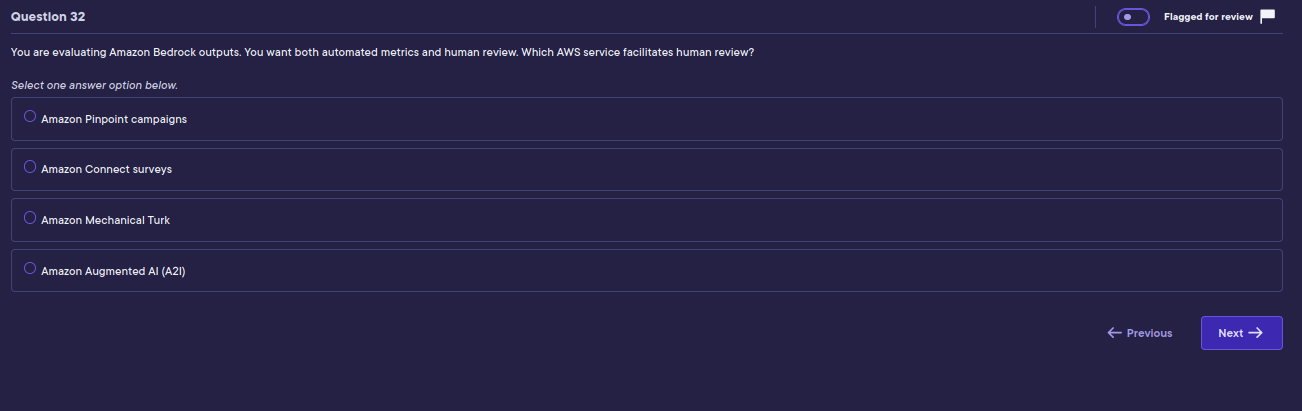 Question 32
Flagged for review
You are evaluating Amazon Bedrock outputs. You want both automated metrics and human review. Which AWS service facilitates human review?
Select one answer option below.
Amazon Pinpoint campaigns
Amazon Connect surveys
Amazon Mechanical Turk
Amazon Augmented AI (A2I)
Previous
Next